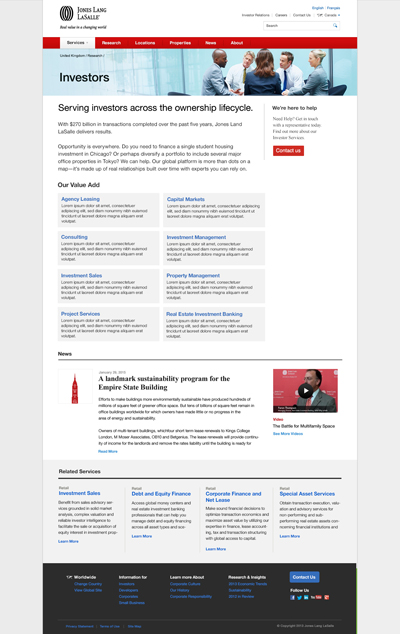 JONES LANG
LASALLE
Real value in a changing world
English Français
Investor Relations Careers Contact Us Canada
Search
Services Research Locations Properties News About
United Kingdom / Research /
Investors
Serving investors across the ownership lifecycle.
With $270 billion in transactions completed over the past five years, Jones Land
LaSalle delivers results.
Opportunity is everywhere. Do you need to finance a single student housing
investment in Chicago? Or perhaps diversify a portfolio to include several major
office properties in Tokyo? We can help. Our global platform is more than dots on a
map—it's made up of real relationships built over time with experts you can rely on.
We're here to help
Need Help? Get in touch
with a representative today.
Find out more about our
Investor Services.
Contact us
Our Value Add
Agency Leasing
Lorem ipsum dolor sit amet, consectetuer
adipiscing elit, sed diam nonummy nibh euismod
tincidunt ut laoreet dolore magna aliquam erat
volutpat.
Capital Markets
Lorem ipsum dolor sit amet, consectetuer adipiscing
elit, sed diam nonummy nibh euismod tincidunt ut
laoreet dolore magna aliquam erat volutpat.
Consulting
Lorem ipsum dolor sit amet, consectetuer
adipiscing elit, sed diam nonummy nibh euismod
tincidunt ut laoreet dolore magna aliquam erat
volutpat.
Investment Management
Lorem ipsum dolor sit amet, consectetuer
adipiscing elit, sed diam nonummy nibh euismod
tincidunt ut laoreet dolore magna aliquam erat
volutpat.
Investment Sales
Lorem ipsum dolor sit amet, consectetuer
adipiscing elit, sed diam nonummy nibh euismod
tincidunt ut laoreet dolore magna aliquam erat
volutpat.
Property Management
Lorem ipsum dolor sit amet, consectetuer
adipiscing elit, sed diam nonummy nibh euismod
tincidunt ut laoreet dolore magna aliquam erat
volutpat.
Project Services
Lorem ipsum dolor sit amet, consectetuer
adipiscing elit, sed diam nonummy nibh euismod
tincidunt ut laoreet dolore magna aliquam erat
volutpat.
Real Estate Investment Banking
Lorem ipsum dolor sit amet, consectetuer
adipiscing elit, sed diam nonummy nibh euismod
tincidunt ut laoreet dolore magna aliquam erat
volutpat.
News
A landmark sustainability program for the
Empire State Building
Efforts to make buildings more environmentally sustainable have produced hundreds of
millions of square feet of greener office space. But tens of billions of square feet remain in
office buildings worldwide for which owners have made little or no progress in the
area of energy and sustainability.
Owners of multi-tenant buildings, whichfour short term lease renewals to Kings College
London, M Moser Associates, OB10 and Betgenius. The lease renewals will provide continu-
ity of income for the landlord and remove the lease liability until the building is ready for
Read More
Video
The Battle for Multifamily Space
See More Videos
Related Services
Retail
Investment Sales
Benefit from sales advisory ser-
vices grounded in solid market
analysis, complex valuation and
reliable investor intelligence to
facilitate the sale or acquisition of
equity interest in investment prop-
Learn More
Retail
Debt and Equity Finance
Access global money centers and
real estate investment banking
professionals that can help you
manage debt and equity financing
across all asset types and
Learn More
Retail
Corporate Finance and
Net Lease
Make sound financial decisions to
optimise transaction economics and
maximise asset value by utilising our
expertise in finance, lease account-
ing, tax and transaction structuring
with global access to capital.
Learn More
Retail
Special Asset Services
Obtain transaction execution, valu-
ation and advisory services for
non-performing and sub-
performing real estate assets con-
fronting financial institutions and
Learn More
Worldwide
Change Country
View Global Site
Information for
Investors
Developers
Corporates
Small Business
Learn more About
Corporate Culture
Our History
Corporate Responsibility
Research & Insights
2010 Economic Trends
Sustainability
2010 in Review
Contact Us
Follow Us
Privacy Statement Terms of Use Site Map
© Copyright 2010 Jones Lang LaSalle